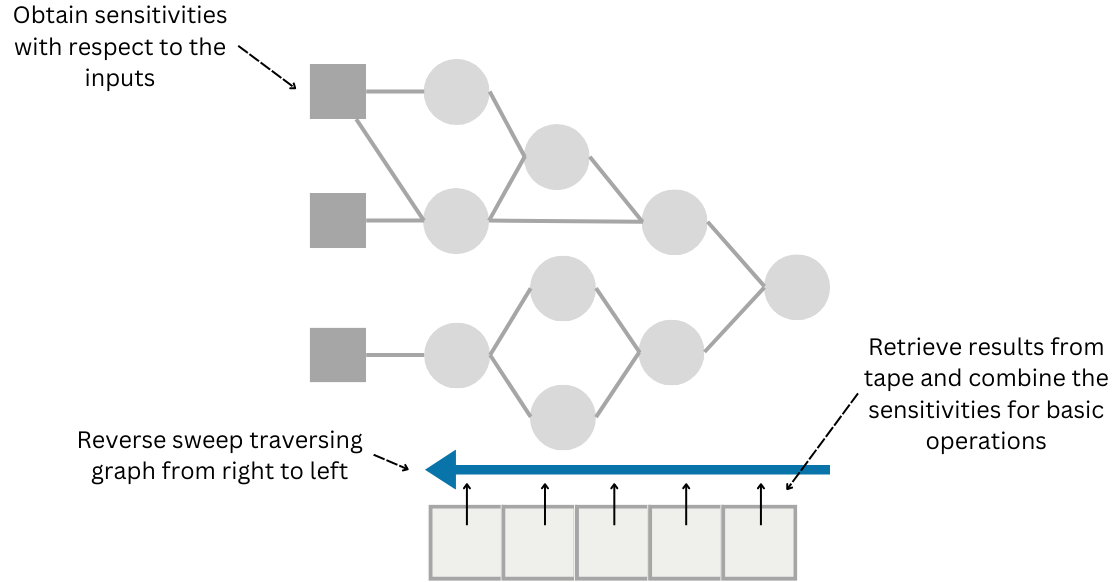 Obtain sensitivities
with respect to the
inputs
Retrieve results from
tape and combine the
sensitivities for basic
operations
Reverse sweep traversing
graph from right to left